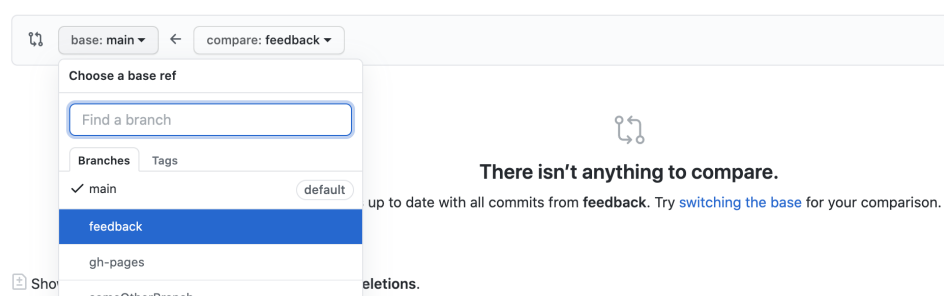 base: main
compare: feedback
Choose a base ref
Find a branch
Branches
Tags
There isn’t anything to compare.
main
default
up to date with all commits from feedback. Try switching the base for your comparison.
feedback
gh-pages
eletions.